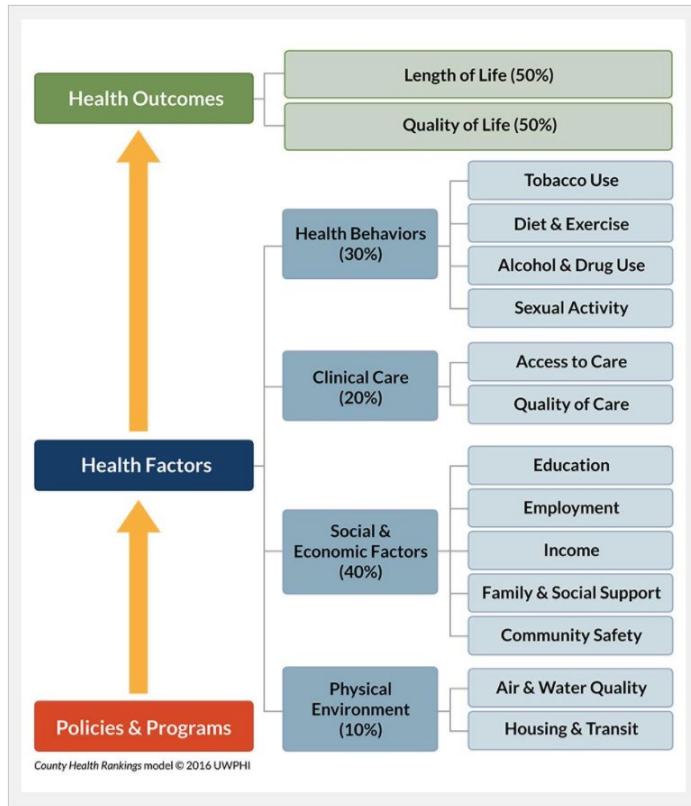 Health Outcomes
Length of Life (50%)
Quality of Life (50%)
Health Behaviors
(30%)
Tobacco Use
Diet & Exercise
Alcohol & Drug Use
Sexual Activity
Clinical Care
(20%)
Access to Care
Quality of Care
Health Factors
Social &
Economic Factors
(40%)
Education
Employment
Income
Family & Social Support
Community Safety
Physical
Environment
(10%)
Air & Water Quality
Housing & Transit
Policies & Programs
County Health Rankings model © 2016 UWPHI